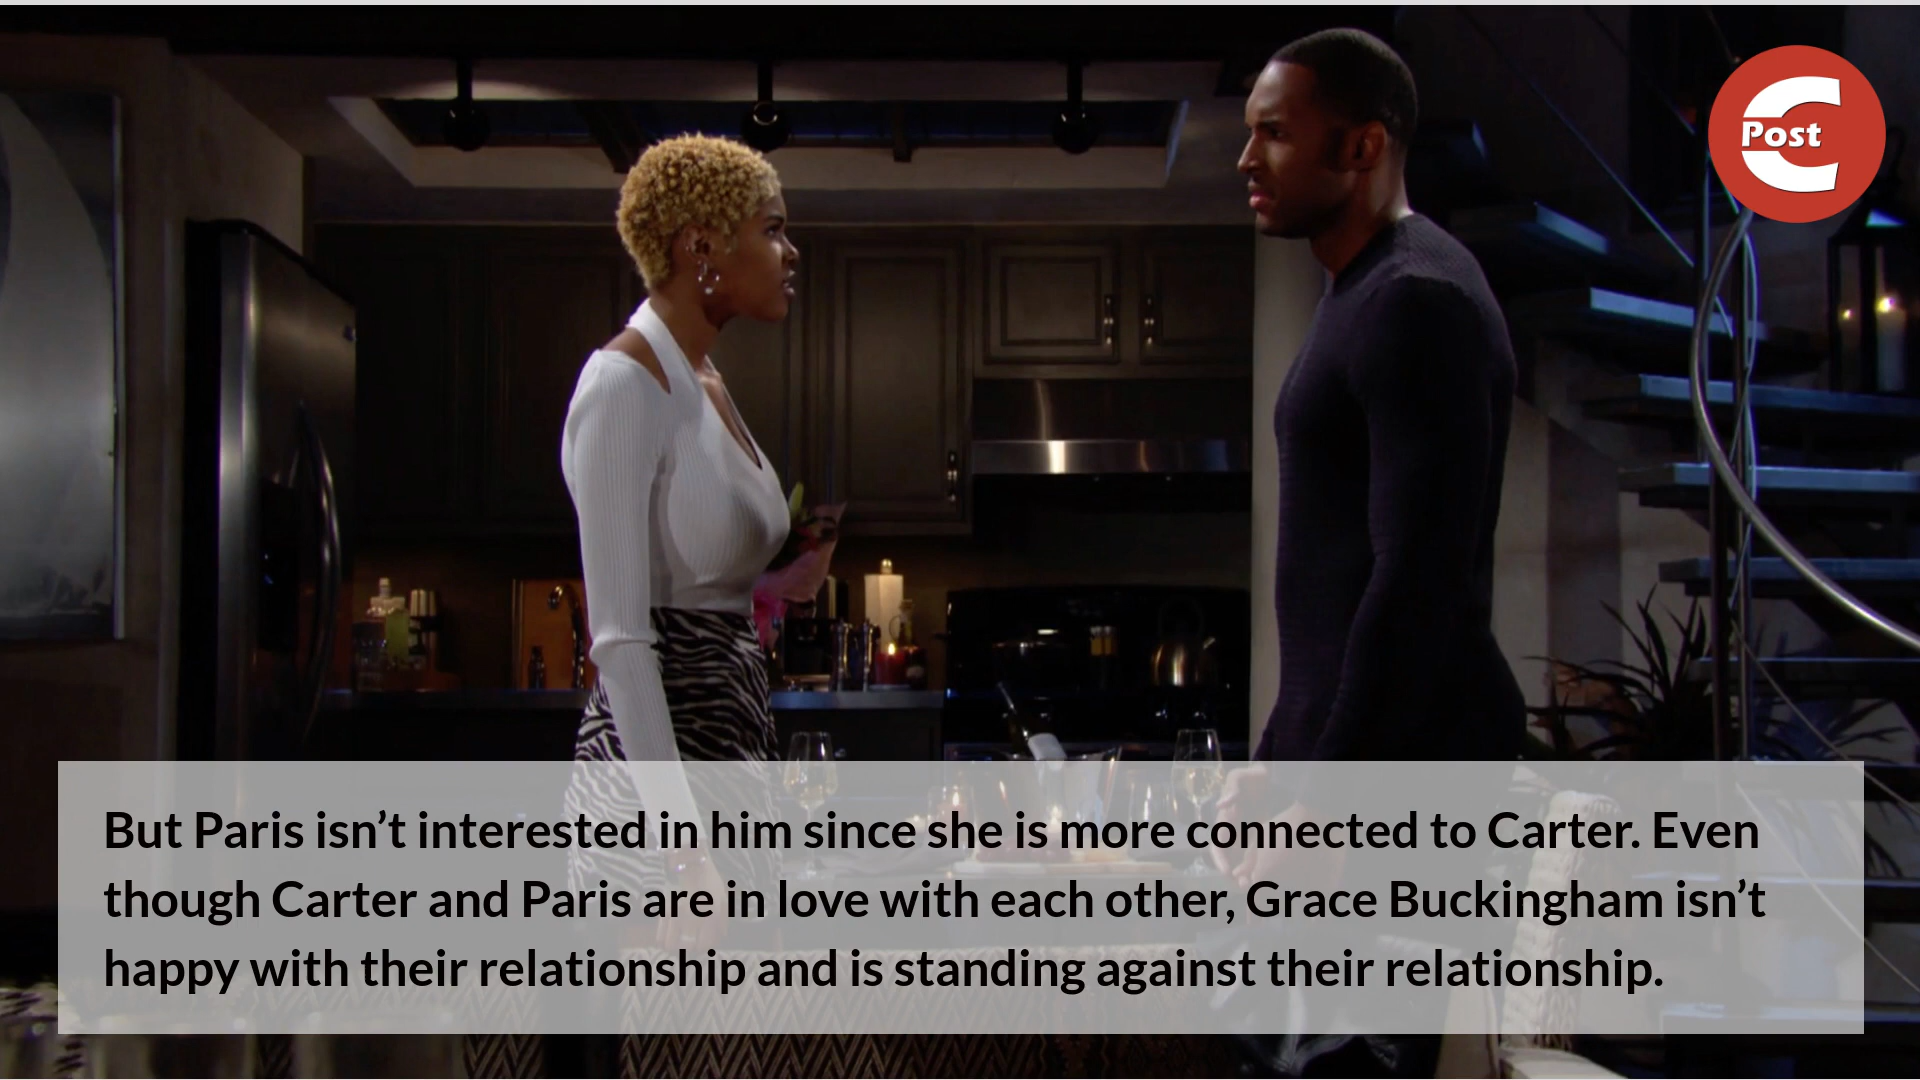 Post
But Paris isn’t interested in him since she is more connected to Carter. Even
though Carter and Paris are in love with each other, Grace Buckingham isn’t
happy with their relationship and is standing against their relationship.